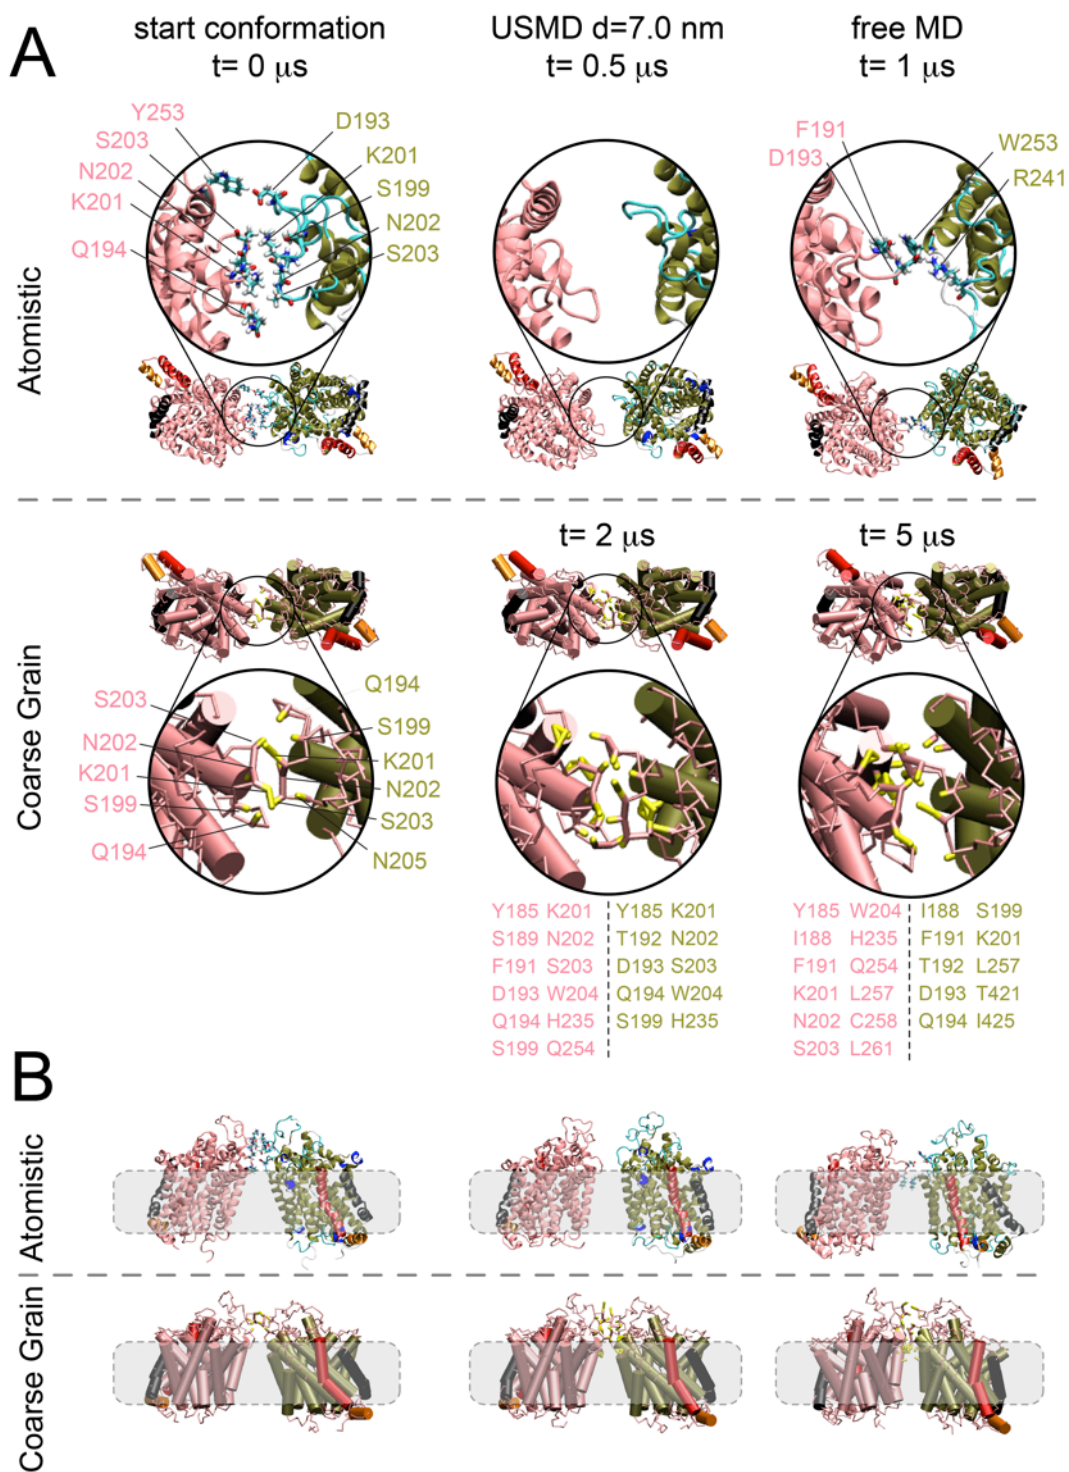 A
start conformation
t= 0 μs
USMD d=7.0 nm
t= 0.5 μs
free MD
t= 1 μs
Atomistic
Y253
S203
N202
K201
Q194
D193
K201
S199
N202
S203
F191
D193
W253
R241
Coarse Grain
t= 2 μs
t= 5 μs
S203
N202
K201
S199
Q194
Q194
S199
K201
N202
S203
N205
Y185 K201 Y185 K201
S189 N202 T192 N202
F191 S203 D193 S203
D193 W204 Q194 W204
Q194 H235 S199 H235
S199 Q254
Y185 W204 I188 S199
I188 H235 F191 K201
F191 Q254 T192 L257
K201 L257 D193 T421
N202 C258 Q194 I425
S203 L261
B
Atomistic
Coarse Grain